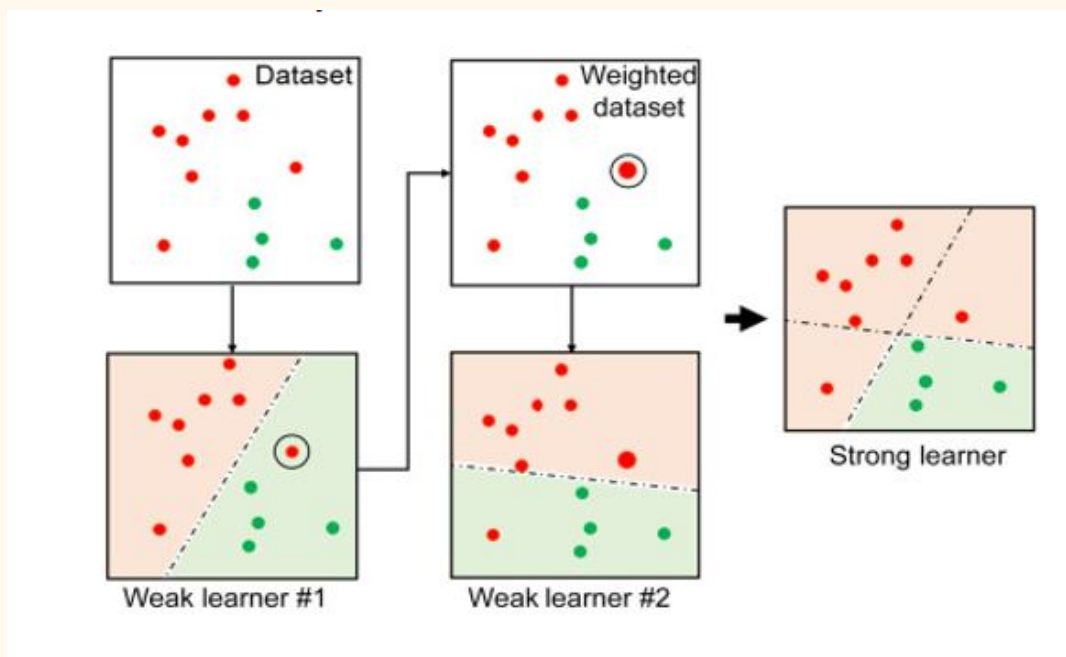 Dataset
Weighted
dataset
Weak learner #1
Weak learner #2
Strong learner